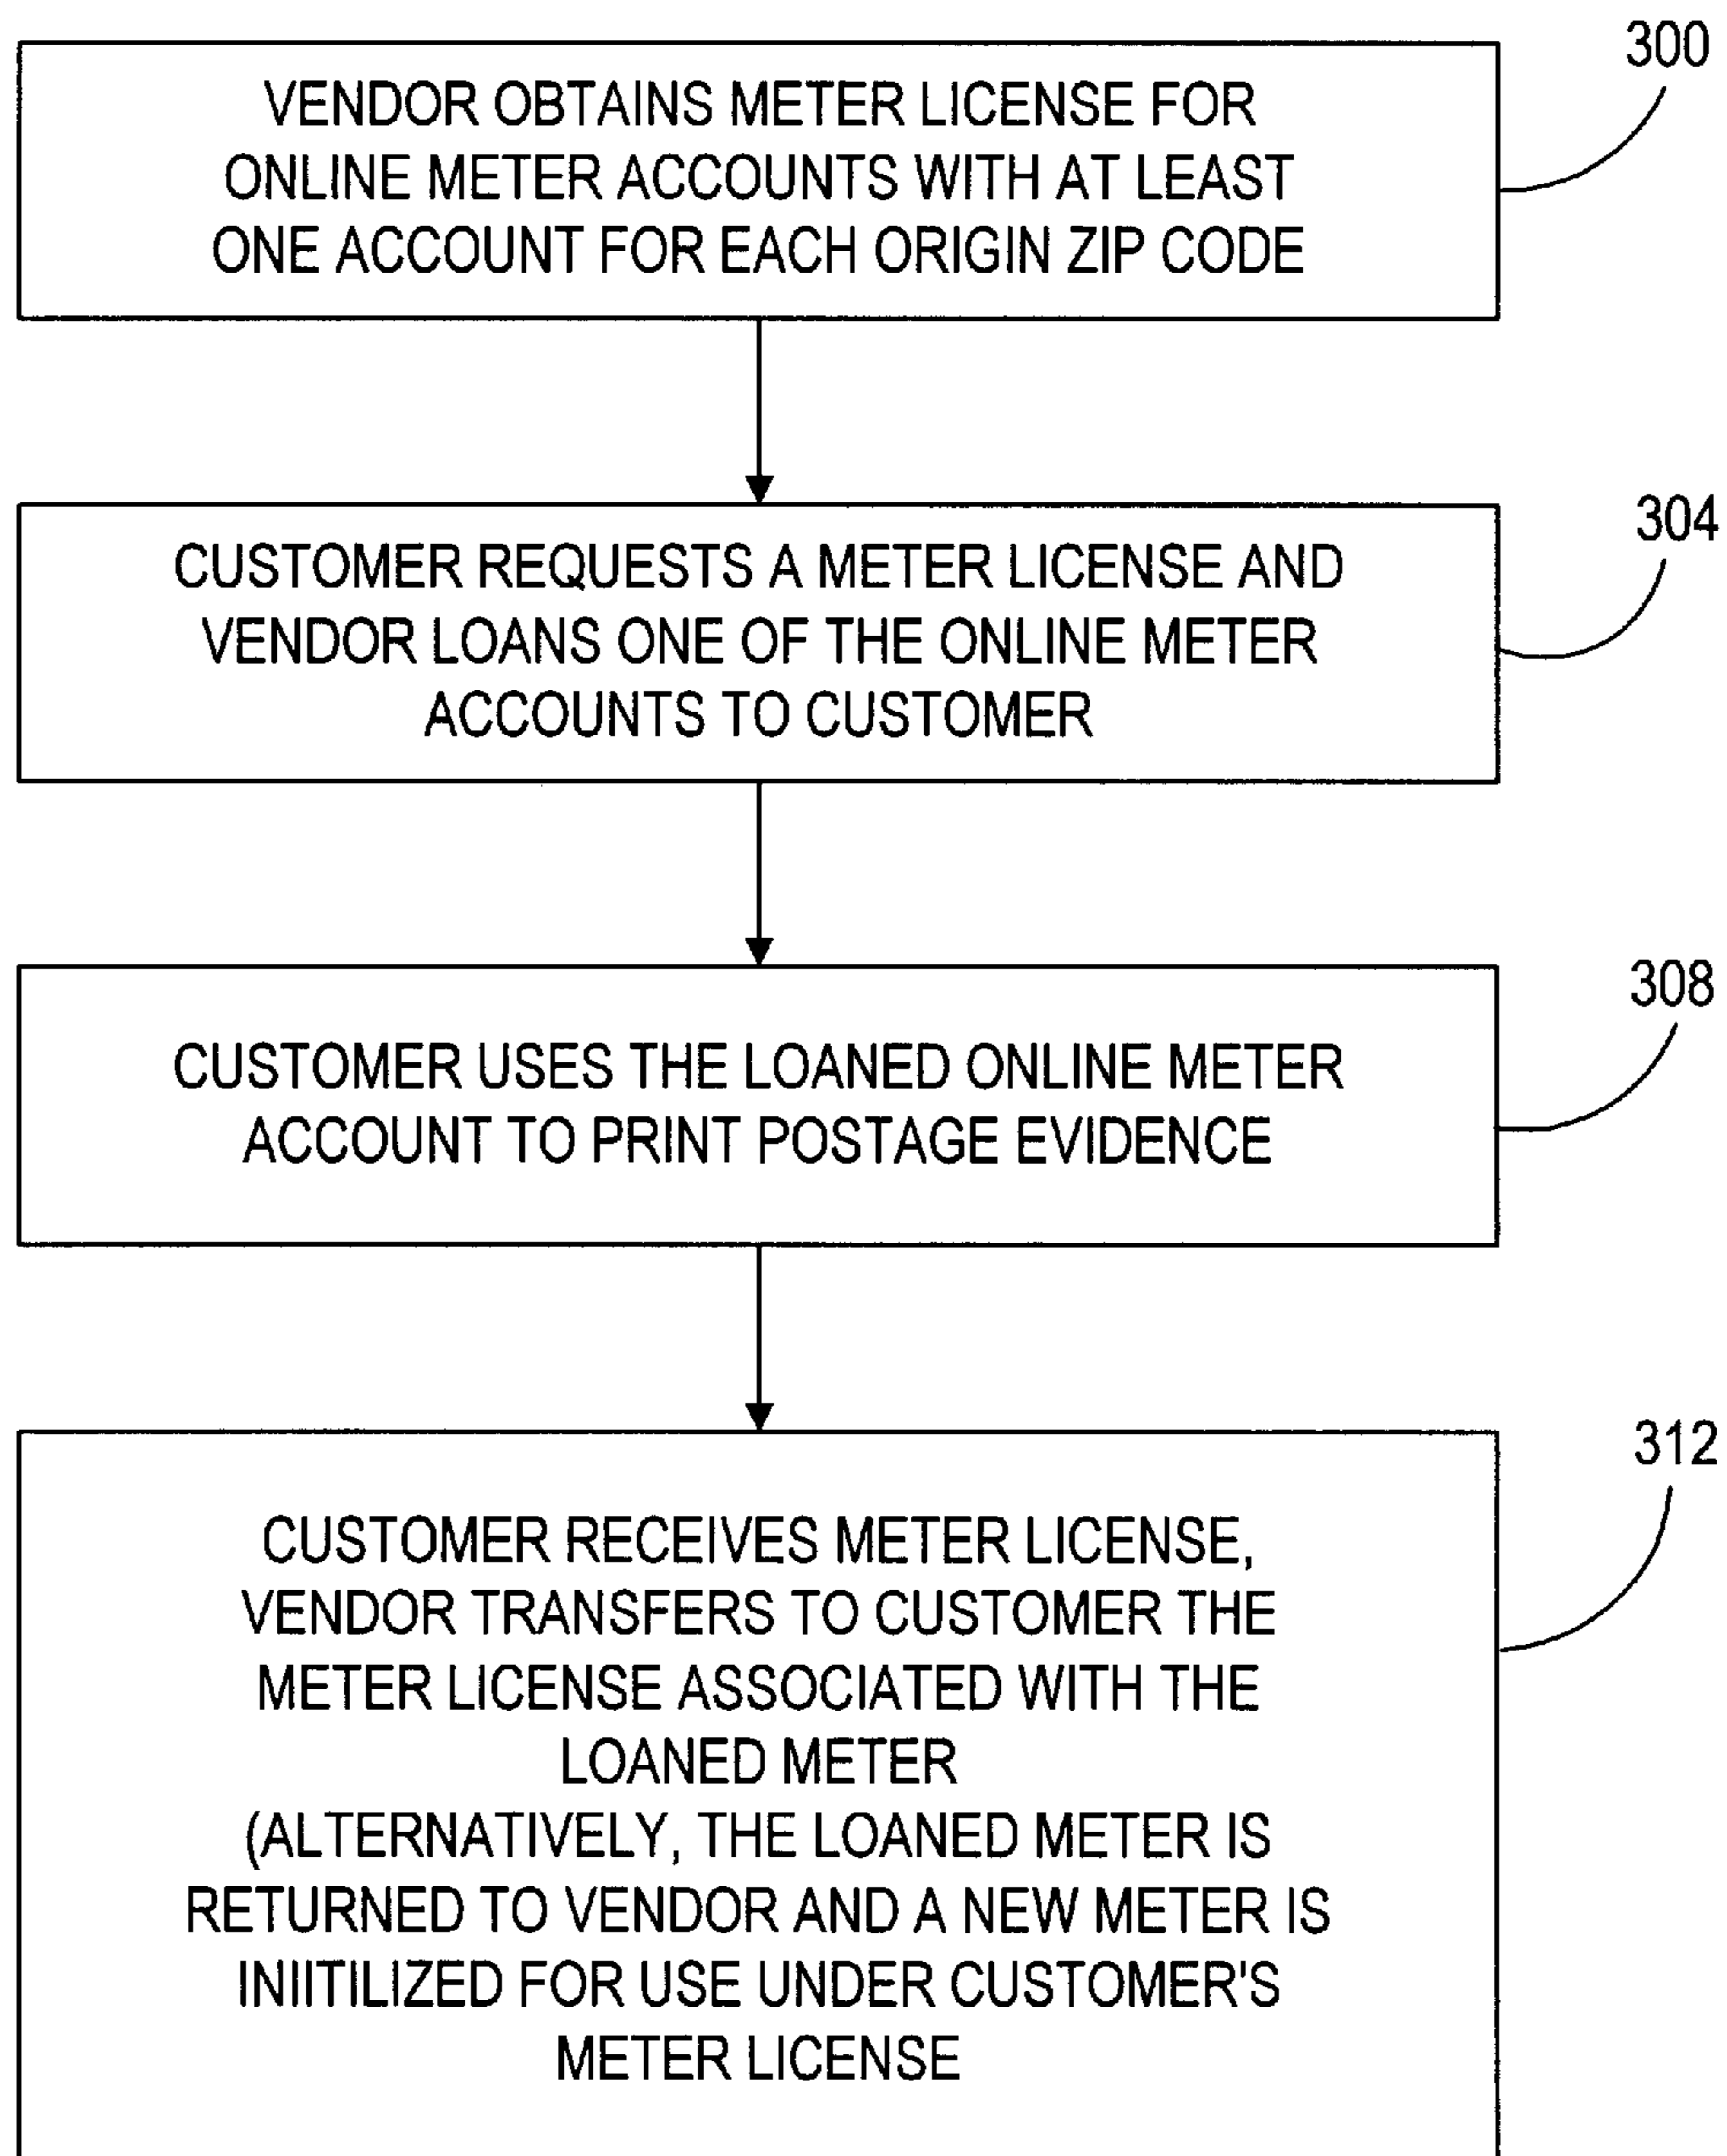 300
VENDOR OBTAINS METER LICENSE FOR
ONLINE METER ACCOUNTS WITH AT LEAST
ONE ACCOUNT FOR EACH ORIGIN ZIP CODE
304
CUSTOMER REQUESTS A METER LICENSE AND
VENDOR LOANS ONE OF THE ONLINE METER
ACCOUNTS TO CUSTOMER
308
CUSTOMER USES THE LOANED ONLINE METER
ACCOUNT TO PRINT POSTAGE EVIDENCE
312
CUSTOMER RECEIVES METER LICENSE,
VENDOR TRANSFERS TO CUSTOMER THE
METER LICENSE ASSOCIATED WITH THE
LOANED METER
(ALTERNATIVELY, THE LOANED METER IS
RETURNED TO VENDOR AND A NEW METER IS
INIITILIZED FOR USE UNDER CUSTOMER'S
METER LICENSE